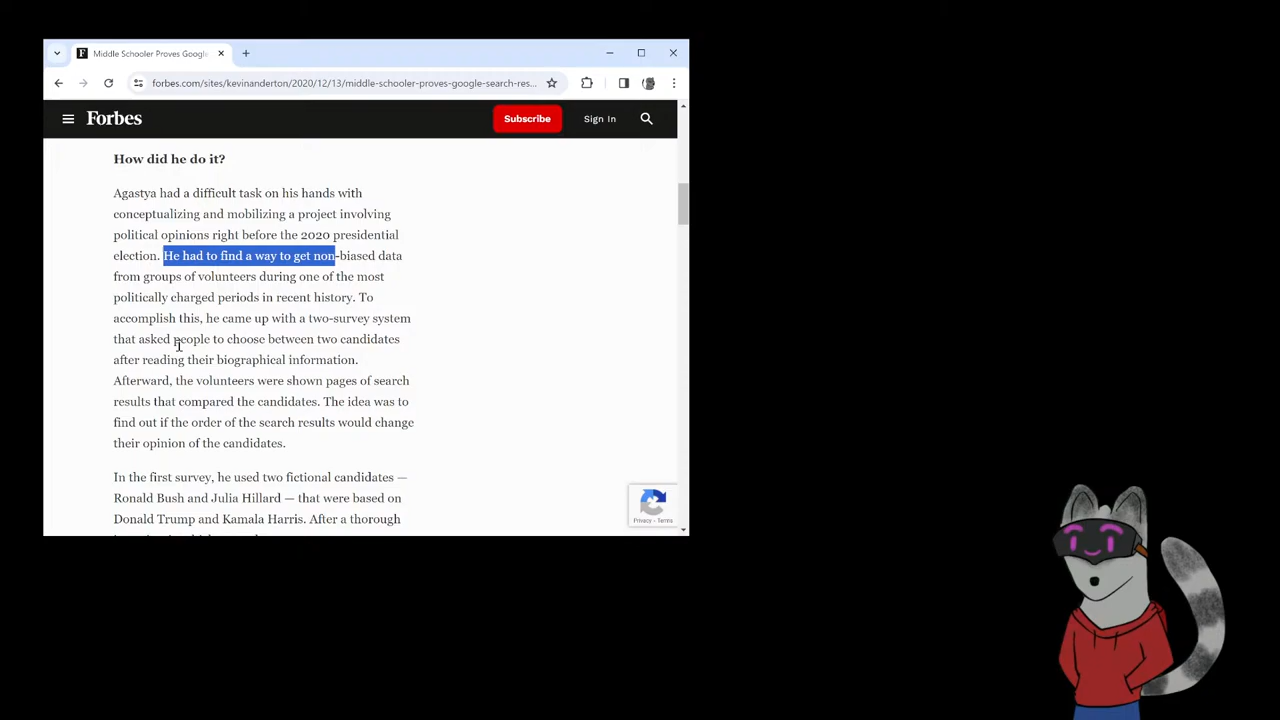 Middle Schooler Proves Google
forbes.com/sites/kevinanderton/2020/12/13/middle-schooler-proves-google-search-res...
Forbes
Subscribe
Sign In
How did he do it?
Agastya had a difficult task on his hands with
conceptualizing and mobilizing a project involving
political opinions right before the 2020 presidential
election. He had to find a way to get non-biased data
from groups of volunteers during one of the most
politically charged periods in recent history. To
accomplish this, he came up with a two-survey system
that asked people to choose between two candidates
after reading their biographical information.
Afterward, the volunteers were shown pages of search
results that compared the candidates. The idea was to
find out if the order of the search results would change
their opinion of the candidates.
In the first survey, he used two fictional candidates —
Ronald Bush and Julia Hillard — that were based on
Donald Trump and Kamala Harris. After a thorough
Privacy - Terms